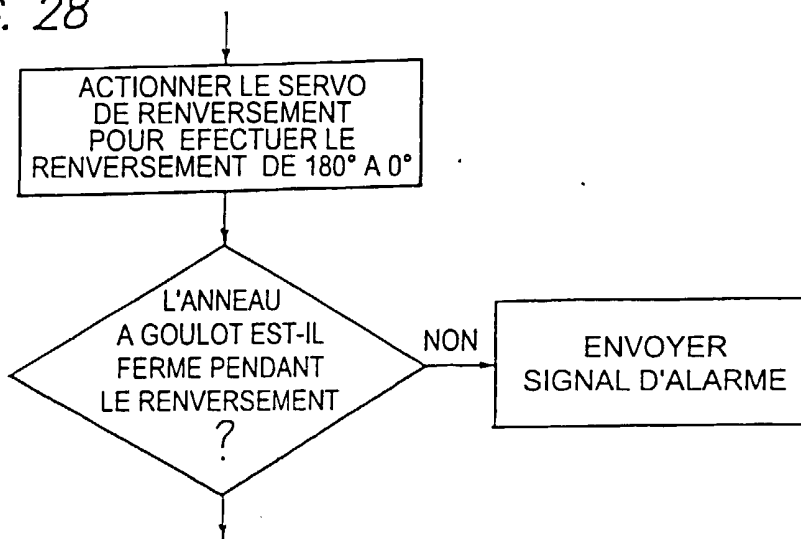 28
ACTIONNER LE SERVO
DE RENVERSEMENT
POUR EFECTUER LE
RENVERSEMENT DE 180° A 0°
L'ANNEAU
A GOULOT EST-IL
FERME PENDANT
LE RENVERSEMENT
?
NON
ENVOYER
SIGNAL D'ALARME